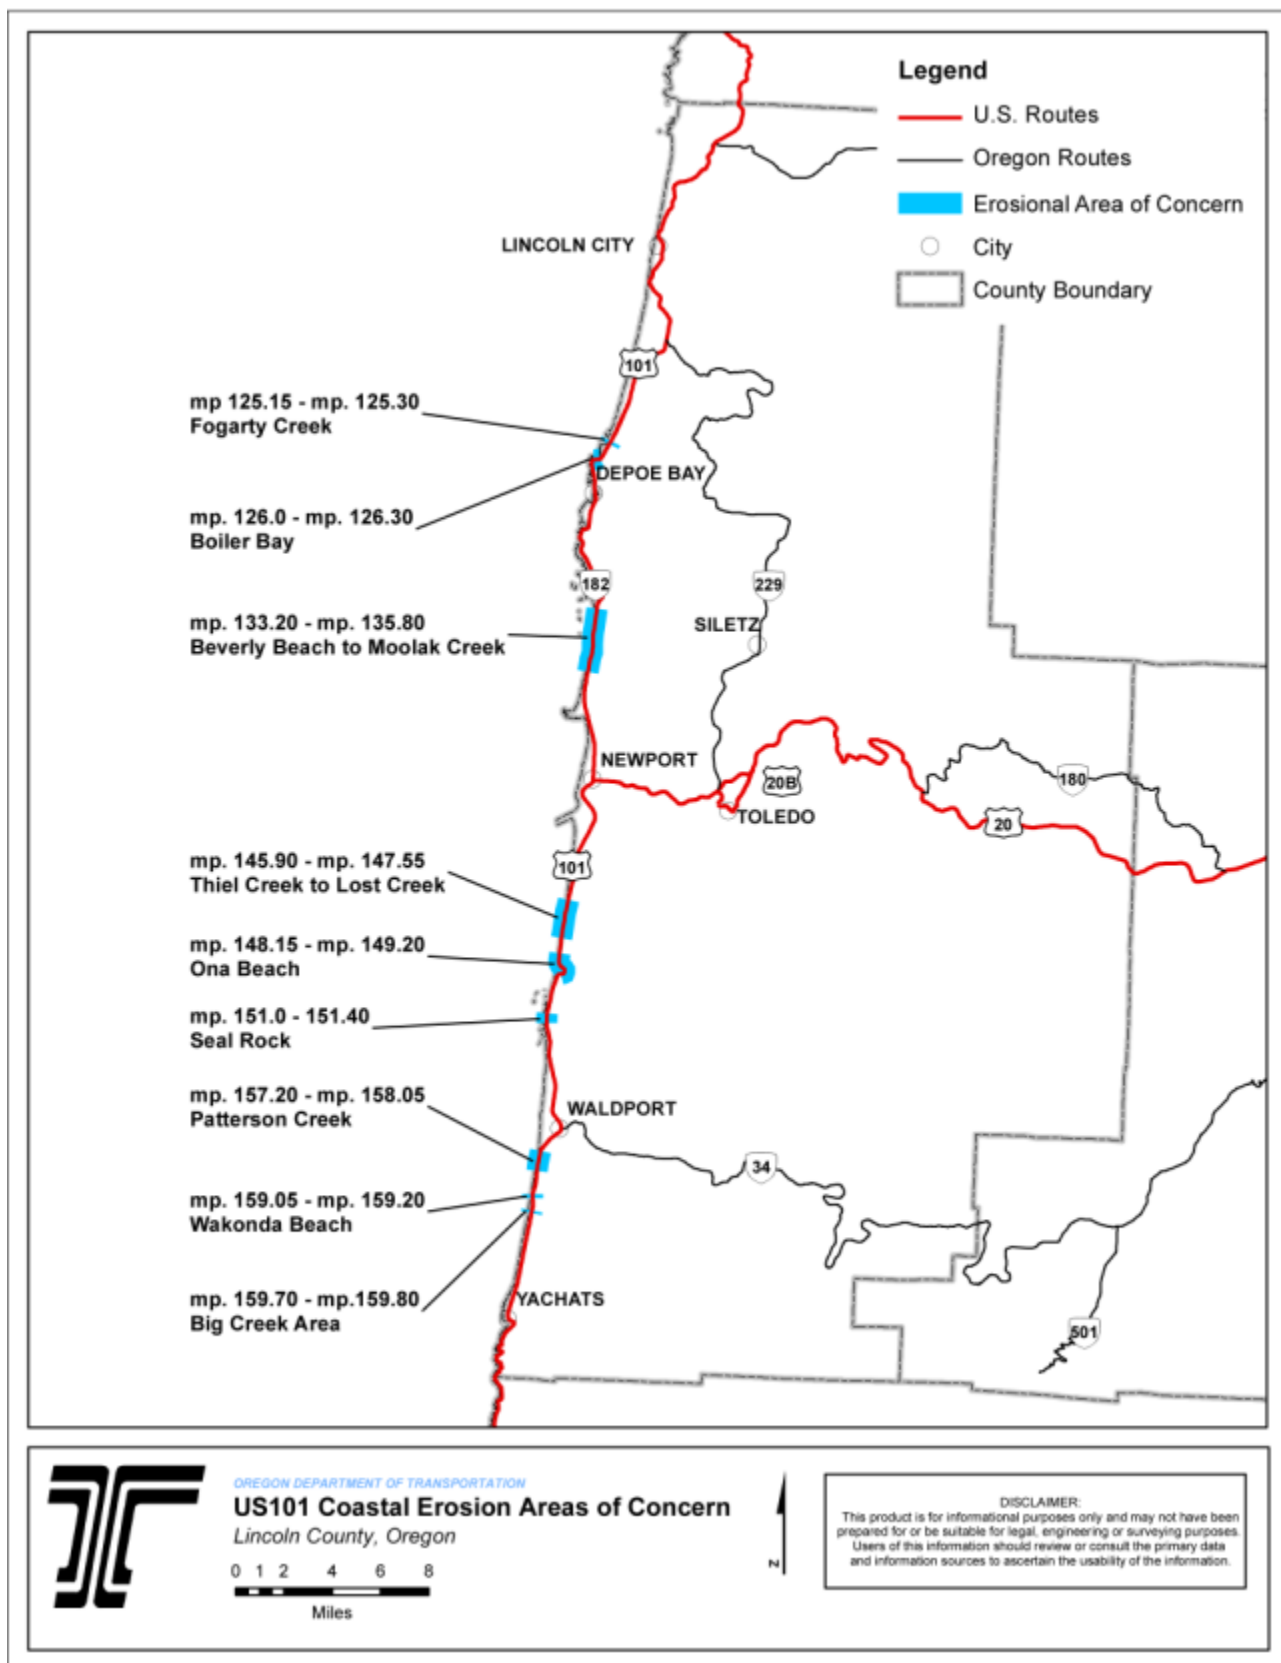 Legend
U.S. Routes
Oregon Routes
Erosional Area of Concern
City
County Boundary
LINCOLN CITY
101
mp 125.15 - mp. 125.30
Fogarty Creek
DEPOE BAY
mp. 126.0 - mp. 126.30
Boiler Bay
182
229
mp. 133.20 - mp. 135.80
Beverly Beach to Moolak Creek
SILETZ
NEWPORT
20B
180
TOLEDO
20
101
mp. 145.90 - mp. 147.55
Thiel Creek to Lost Creek
mp. 148.15 - mp. 149.20
Ona Beach
mp. 151.0 - 151.40
Seal Rock
mp. 157.20 - mp. 158.05
Patterson Creek
WALDPORT
34
mp. 159.05 - mp. 159.20
Wakonda Beach
mp. 159.70 - mp.159.80
Big Creek Area
YACHATS
501
OREGON DEPARTMENT OF TRANSPORTATION
US101 Coastal Erosion Areas of Concern
Lincoln County, Oregon
0 1 2 4 6 8
Miles
N
DISCLAIMER:
This product is for informational purposes only and may not have been
prepared for or be suitable for legal, engineering or surveying purposes.
Users of this information should review or consult the primary data
and information sources to ascertain the usability of the information.